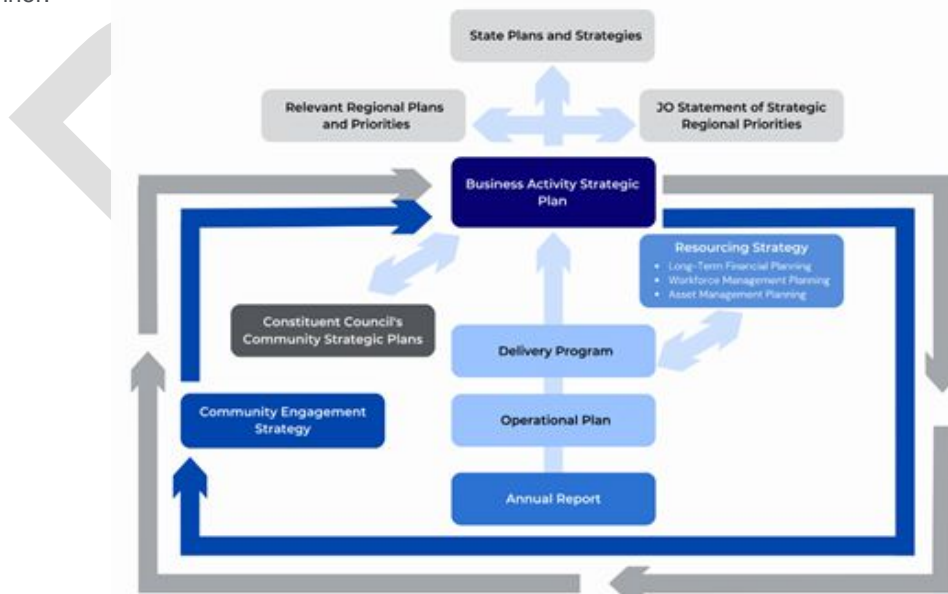 State Plans and Strategies
Relevant Regional Plans
and Priorities
JO Statement of Strategic
Regional Priorities
Business Activity Strategic
Plan
Resourcing Strategy
• Long-Term Financial Planning
• Workforce Management Planning
• Asset Management Planning
Constituent Council's
Community Strategic Plans
Delivery Program
Community Engagement
Strategy
Operational Plan
Annual Report